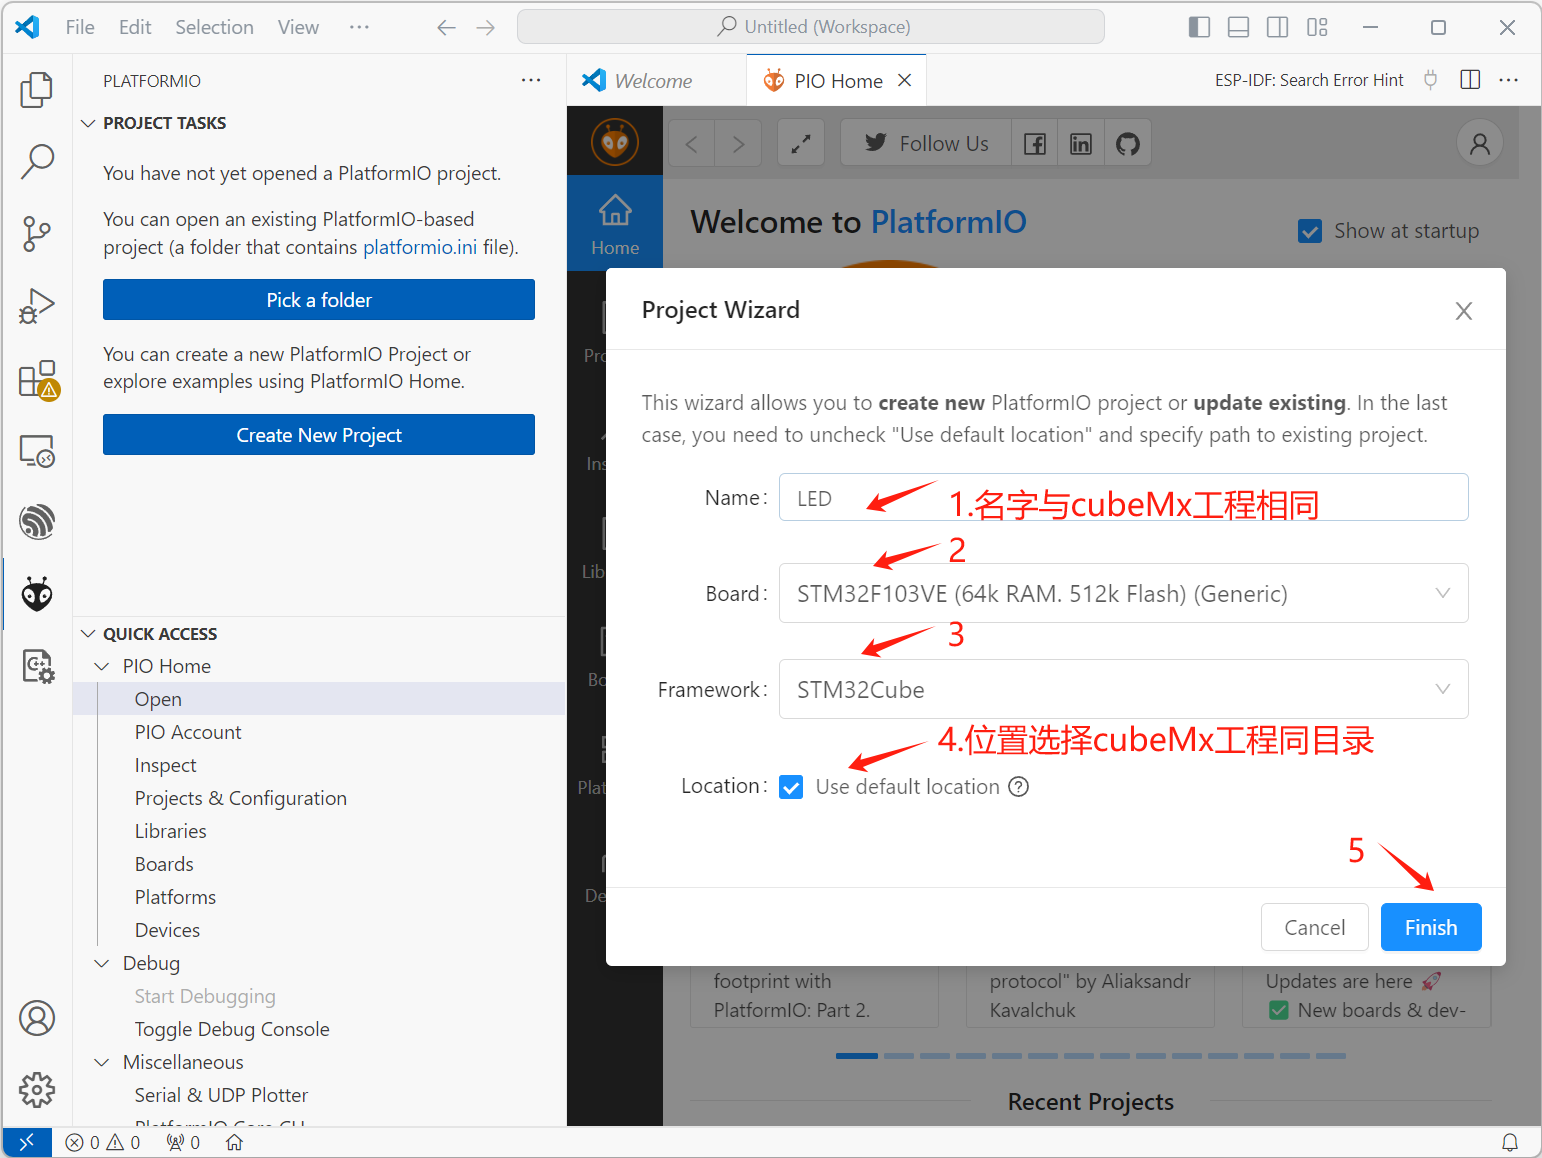 File Edit Selection View ···
Untitled (Workspace)
PLATFORMIO ···
PROJECT TASKS
You have not yet opened a PlatformIO project.
You can open an existing PlatformIO-based
project (a folder that contains platformio.ini file).
Pick a folder
You can create a new PlatformIO Project or
explore examples using PlatformIO Home.
Create New Project
QUICK ACCESS
PIO Home
Open
PIO Account
Inspect
Projects & Configuration
Libraries
Boards
Platforms
Devices
Debug
Start Debugging
Toggle Debug Console
Miscellaneous
Serial & UDP Plotter
Welcome
PIO Home
ESP-IDF: Search Error Hint
Follow Us
Home
Welcome to PlatformIO
Show at startup
Project Wizard
This wizard allows you to create new PlatformIO project or update existing. In the last
case, you need to uncheck "Use default location" and specify path to existing project.
Name: LED
1.名字与cubeMx工程相同
2
Board: STM32F103VE (64k RAM. 512k Flash) (Generic)
3
Framework: STM32Cube
4.位置选择cubeMx工程同目录
Location: Use default location
5
Cancel
Finish
footprint with
PlatformIO: Part 2.
protocol" by Aliaksandr
Kavalchuk
Updates are here 🚀
✅ New boards & dev-
Recent Projects
0 0 0